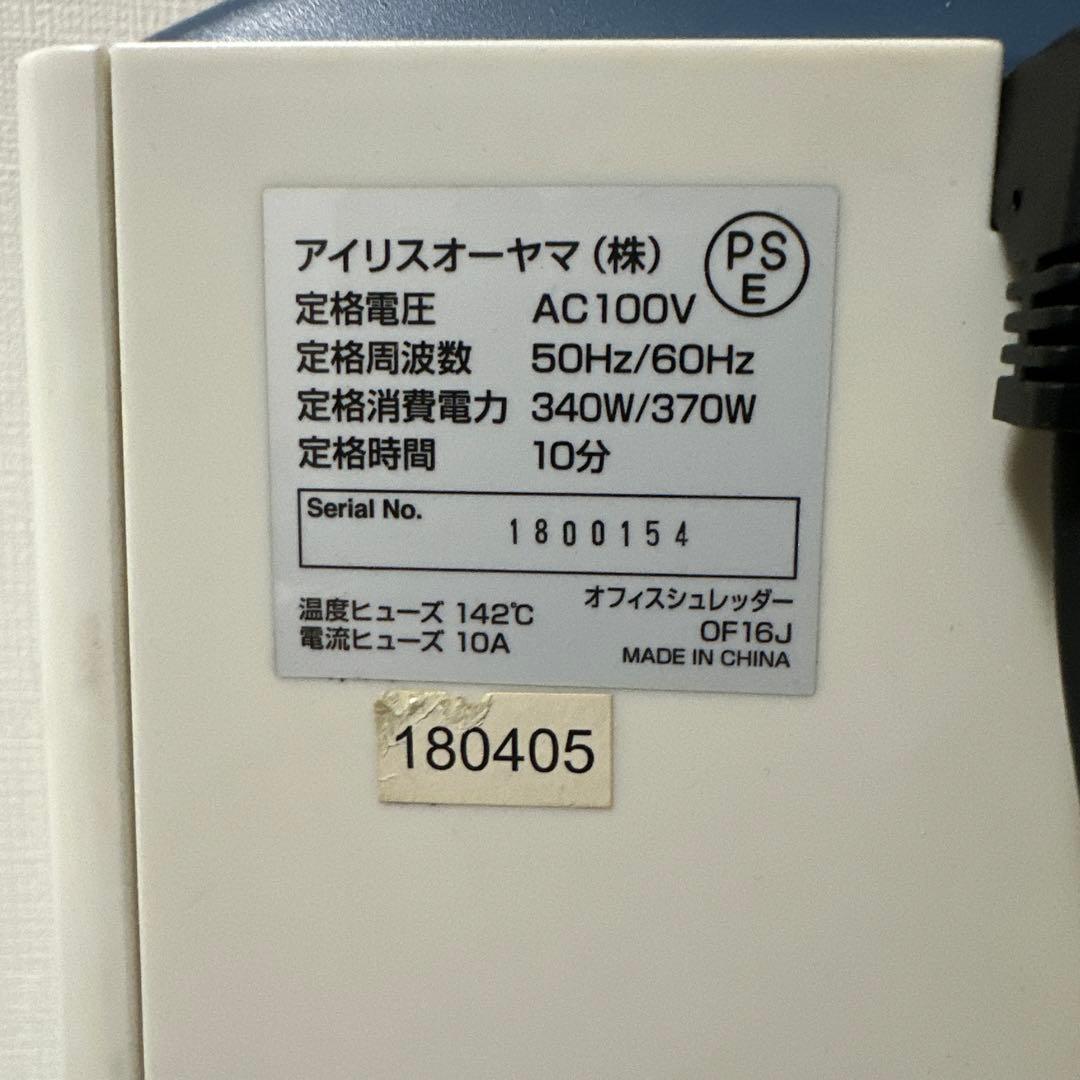 アイリスオーヤマ（株）
PS
E
定格電圧 AC100V
定格周波数 50Hz/60Hz
定格消費電力 340W/370W
定格時間 10分
Serial No.
1800154
温度ヒューズ 142℃
電流ヒューズ 10A
オフィスシュレッダー
OF16J
MADE IN CHINA
180405